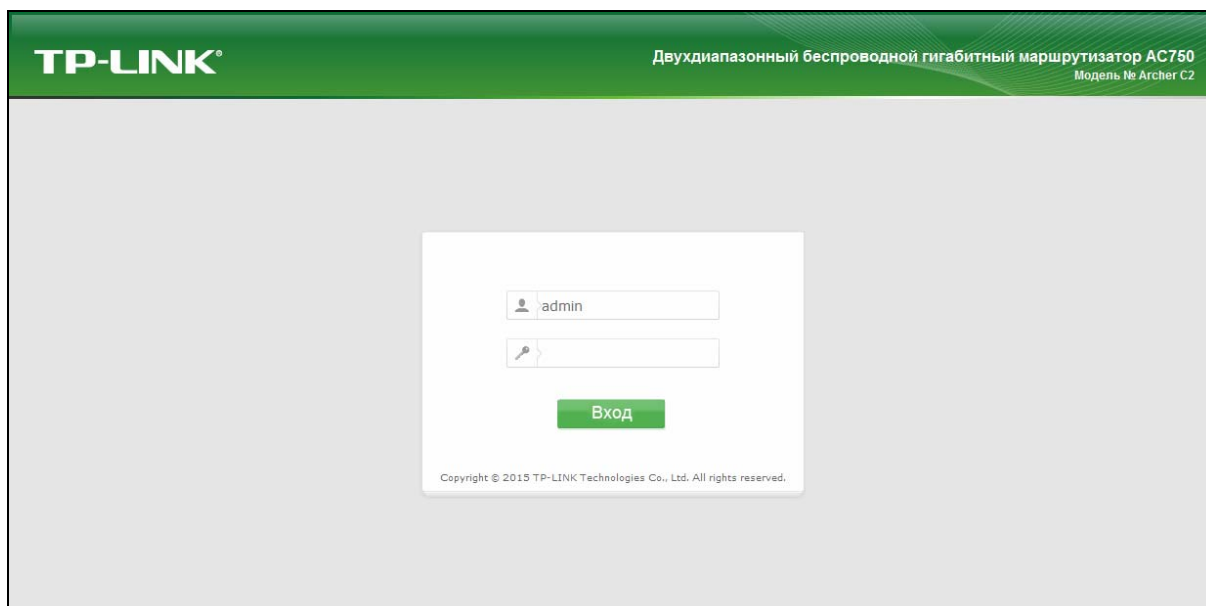 TP-LINK®
Двухдиапазонный беспроводной гигабитный маршрутизатор AC750
Модель № Archer C2
admin
Вход
Copyright © 2015 TP-LINK Technologies Co., Ltd. All rights reserved.